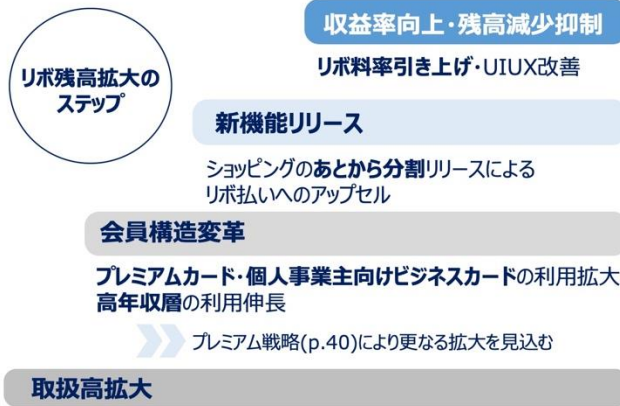 収益率向上・残高減少抑制
リボ残高拡大の
ステップ
リボ料率引き上げ・UIUX改善
新機能リリース
ショッピングのあとから分割リリースによる
リボ払いへのアップセル
会員構造変革
プレミアムカード・個人事業主向けビジネスカードの利用拡大
高年収層の利用伸長
プレミアム戦略(p.40)により更なる拡大を見込む
取扱高拡大